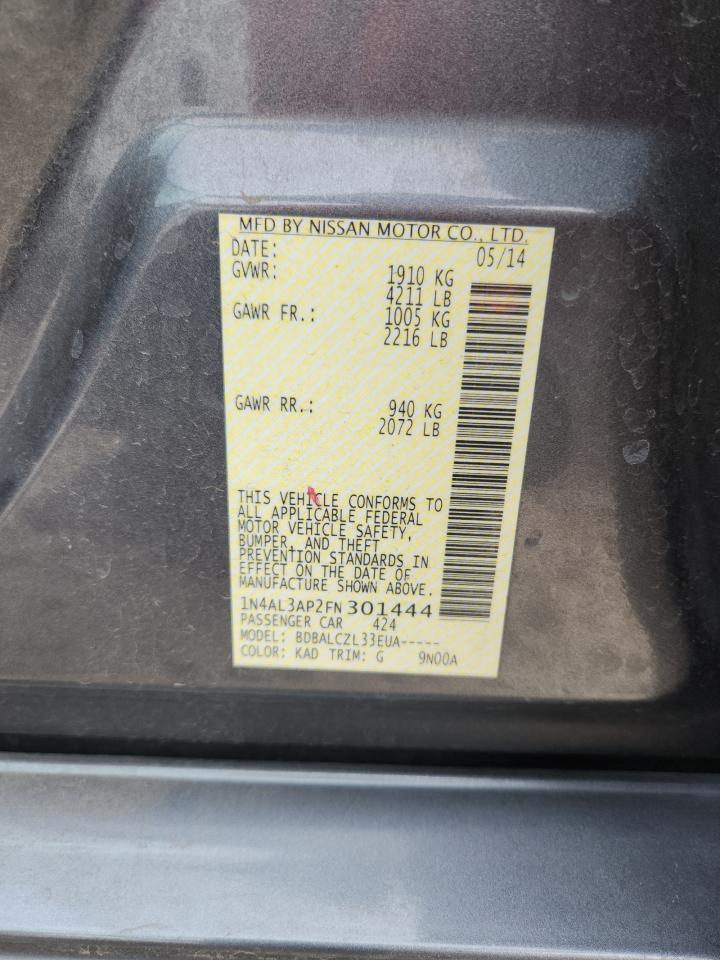 MFD BY NISSAN MOTOR CO., LTD.
DATE: 05/14
GVWR: 1910 KG
4211 LB
GAWR FR.: 1005 KG
2216 LB
GAWR RR.: 940 KG
2072 LB
THIS VEHICLE CONFORMS TO
ALL APPLICABLE FEDERAL
MOTOR VEHICLE SAFETY,
BUMPER, AND THEFT
PREVENTION STANDARDS IN
EFFECT ON THE DATE OF
MANUFACTURE SHOWN ABOVE.
1N4AL3AP2FN301444
PASSENGER CAR 424
MODEL: BDBALCZL33EUA-----
COLOR: KAD TRIM: G 9N00A